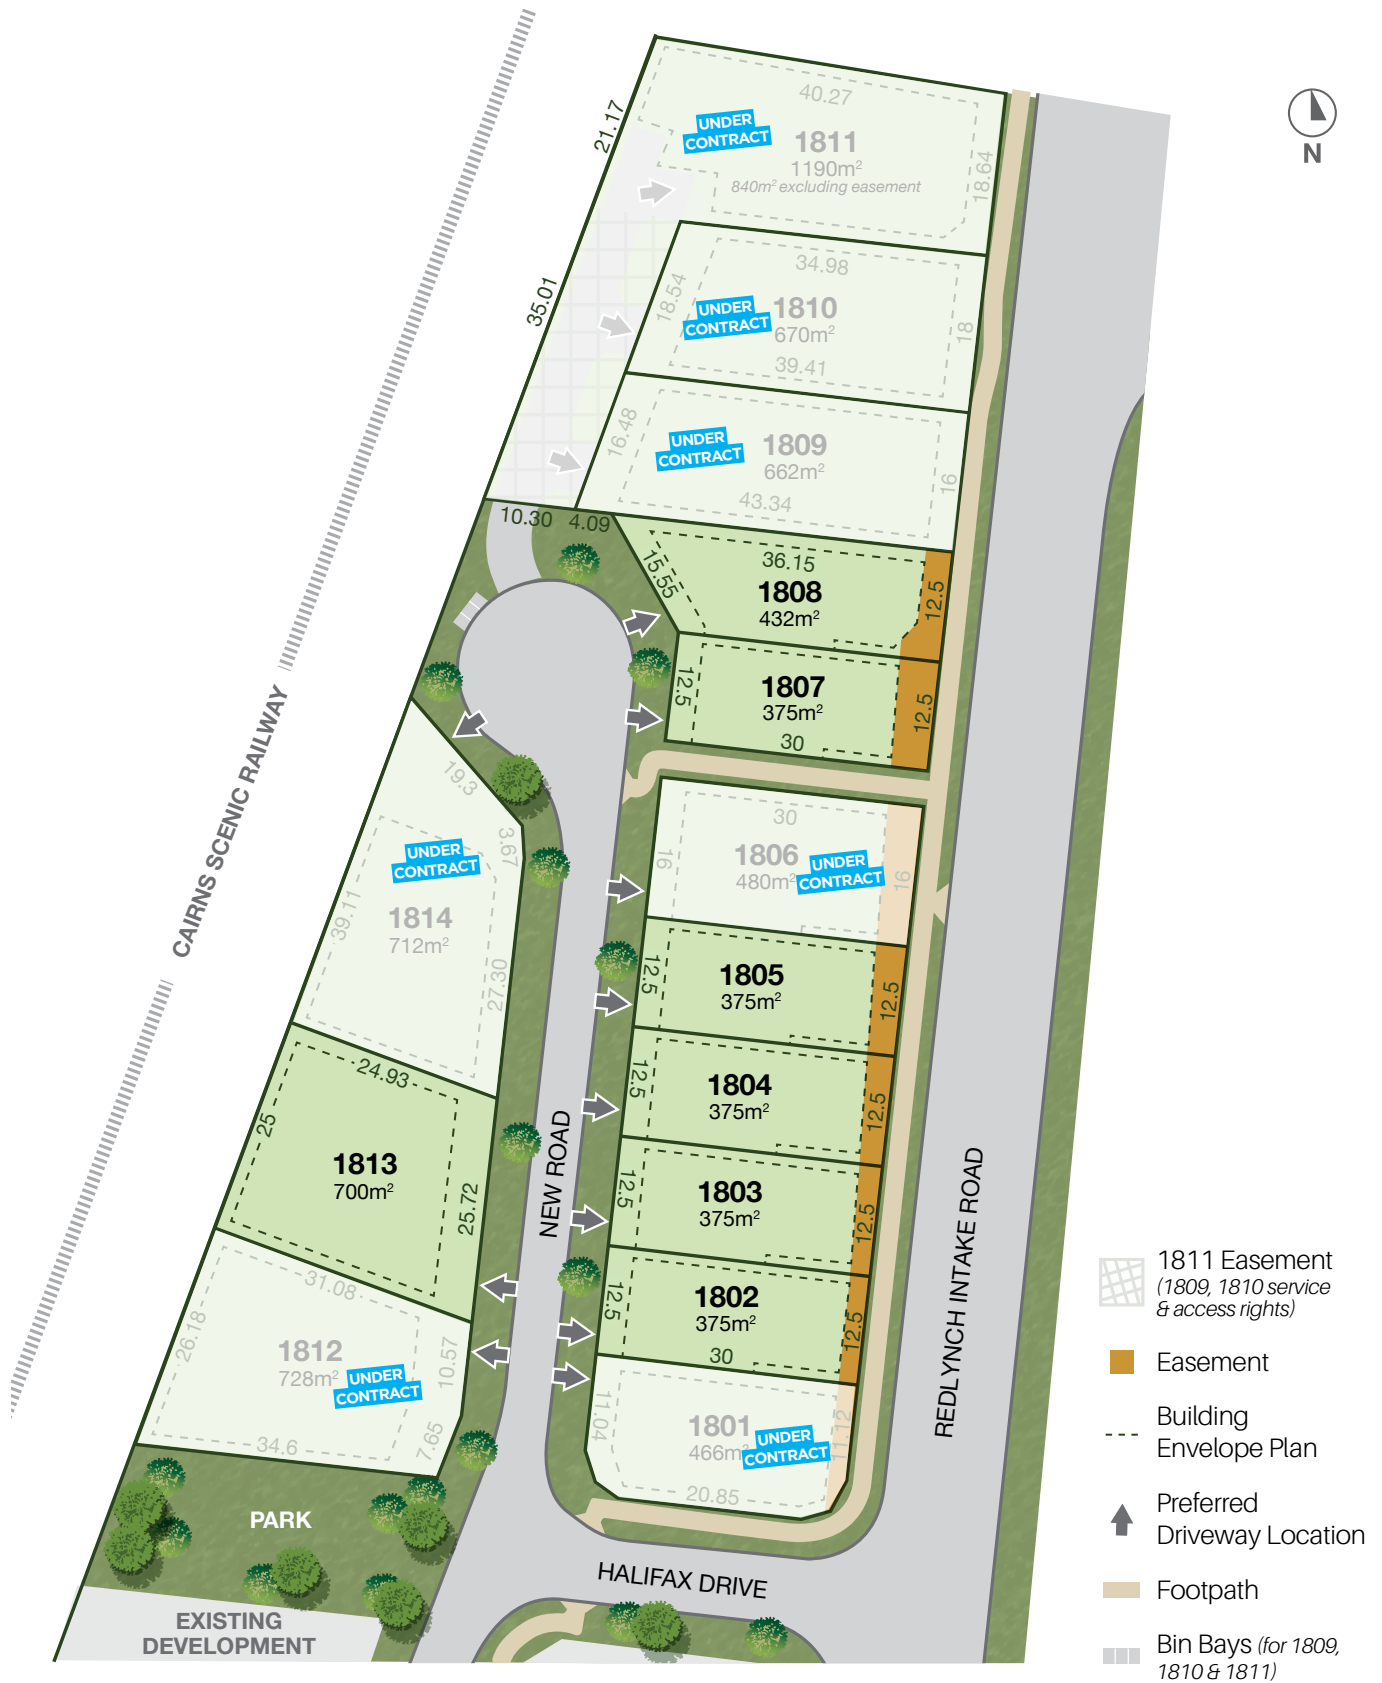 N
21.17
40.27
UNDER
CONTRACT
1811
1190m²
840m² excluding easement
18.64
35.01
34.98
18.54
UNDER
CONTRACT
1810
670m²
18
39.41
16.48
UNDER
CONTRACT
1809
662m²
16
43.34
10.30
4.09
15.55
36.15
1808
432m²
12.5
12.5
1807
375m²
12.5
30
CAIRNS SCENIC RAILWAY
19.3
3.67
UNDER
CONTRACT
39.11
1814
712m²
27.30
30
16
1806
480m²
UNDER
CONTRACT
16
12.5
1805
375m²
12.5
12.5
1804
375m²
12.5
24.93
25
1813
700m²
25.72
NEW ROAD
12.5
1803
375m²
12.5
12.5
1802
375m²
12.5
30
31.08
26.18
1812
728m²
UNDER
CONTRACT
10.57
7.65
34.6
11.04
1801
466m²
UNDER
CONTRACT
11.12
20.85
REDLYNCH INTAKE ROAD
PARK
HALIFAX DRIVE
EXISTING
DEVELOPMENT
1811 Easement
(1809, 1810 service
& access rights)
Easement
Building
Envelope Plan
Preferred
Driveway Location
Footpath
Bin Bays (for 1809,
1810 & 1811)